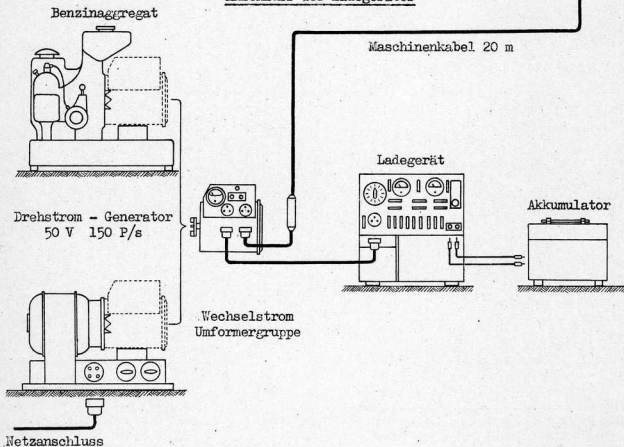 Benzinaggregat
Maschinenkabel 20 m
Ladegerät
Akkumulator
Drehstrom - Generator
50 V 150 P/s
Wechselstrom
Umformergruppe
Netzanschluss